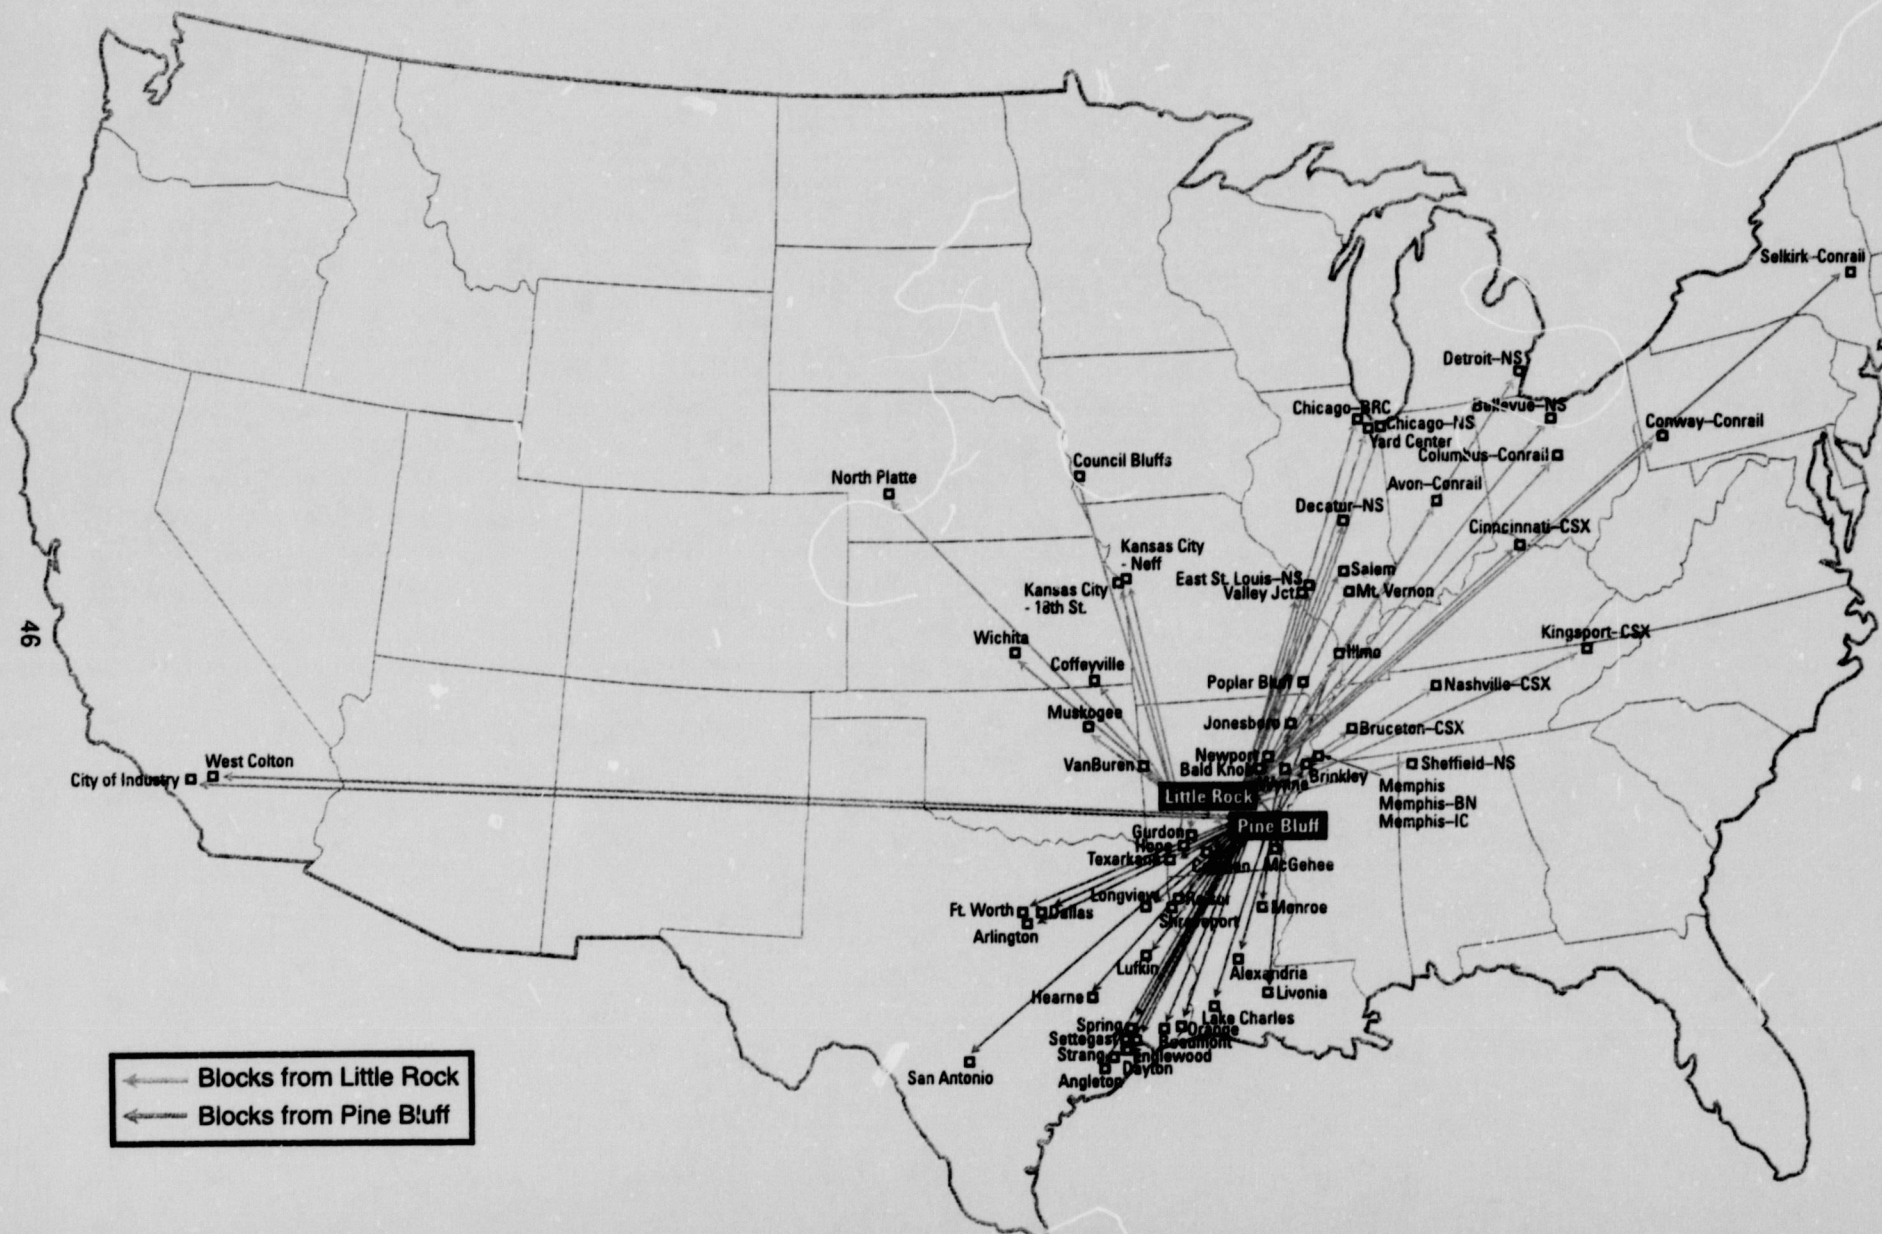 Selkirk-Conrail
Detroit-NS
Chicago-BRC
Bellevue-NS
Chicago-NS
Conway-Conrail
Yard Center
Columbus-Conrail
Council Bluffs
North Platte
Avon-Conrail
Decatur-NS
Cinncinnati-CSX
Kansas City
- Neff
Salem
East St. Louis-NS
Kansas City
- 18th St.
Valley Jct.
Mt. Vernon
46
Wichita
Kingsport-CSX
Illmo
Coffeyville
Poplar Bluff
Nashville-CSX
Muskogee
Jonesboro
Bruceton-CSX
Newport
West Colton
VanBuren
Bald Knob
Sheffield-NS
City of Industry
Brinkley
Wynne
Memphis
Memphis-BN
Memphis-IC
Little Rock
Pine Bluff
Gurdon
Hope
Texarkana
McGehee
Longview
Ft. Worth
Dallas
Monroe
Shreveport
Arlington
Lufkin
Alexandria
Hearne
Livonia
Lake Charles
Spring
Orange
Settegast
Beaumont
Strang
Englewood
Dayton
San Antonio
Angleton
Blocks from Little Rock
Blocks from Pine Bluff